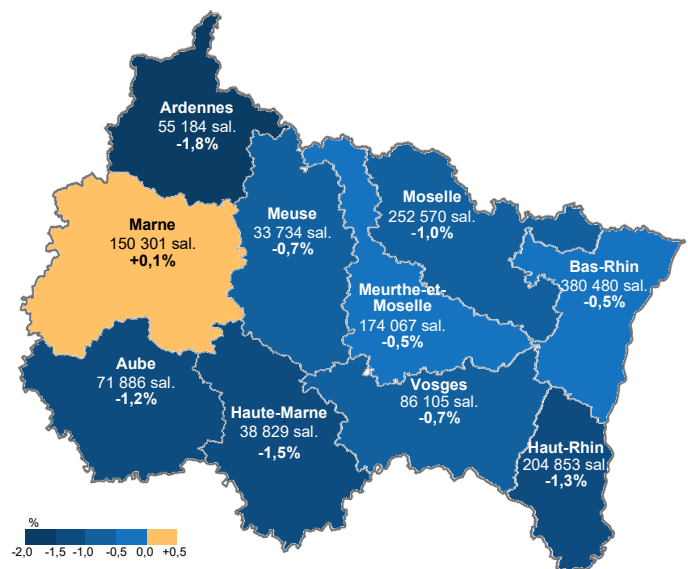 Ardennes
55 184 sal.
-1,8%
Marne
150 301 sal.
+0,1%
Meuse
33 734 sal.
-0,7%
Moselle
252 570 sal.
-1,0%
Bas-Rhin
380 480 sal.
-0,5%
Meurthe-et-
Moselle
174 067 sal.
-0,5%
Aube
71 886 sal.
-1,2%
Haute-Marne
38 829 sal.
-1,5%
Vosges
86 105 sal.
-0,7%
Haut-Rhin
204 853 sal.
-1,3%
%
-2,0 -1,5 -1,0 -0,5 0,0 +0,5